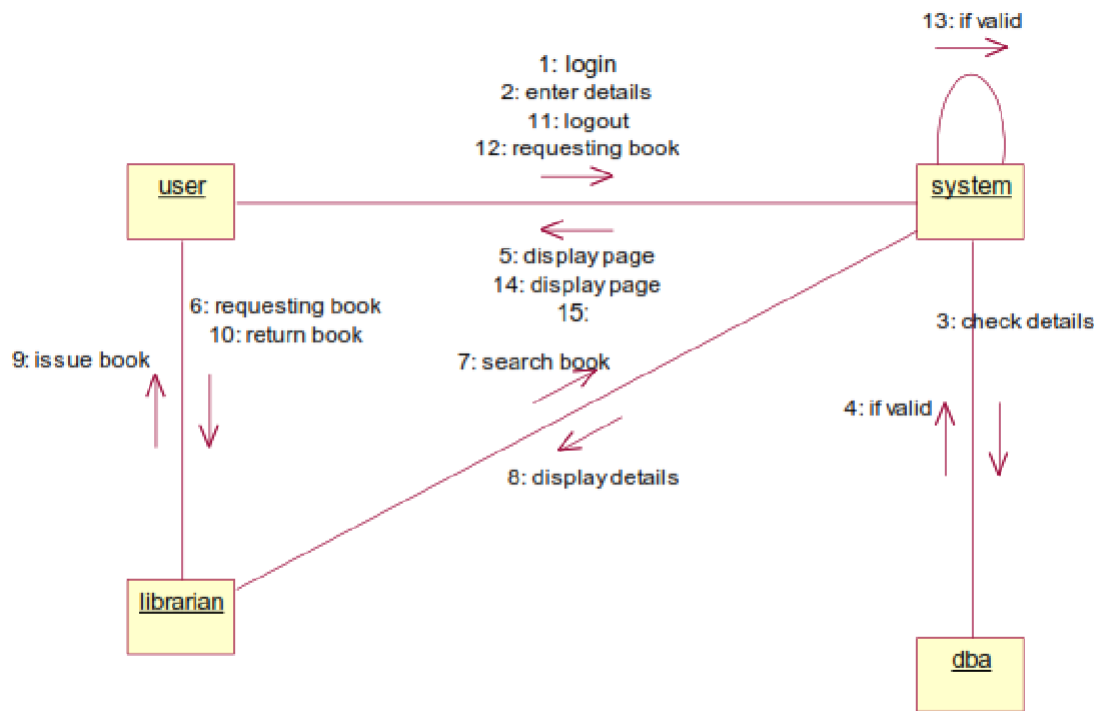 13: if valid
1: login
2: enter details
11: logout
12: requesting book
user
system
5: display page
14: display page
15:
6: requesting book
10: return book
9: issue book
7: search book
3: check details
4: if valid
8: display details
librarian
dba